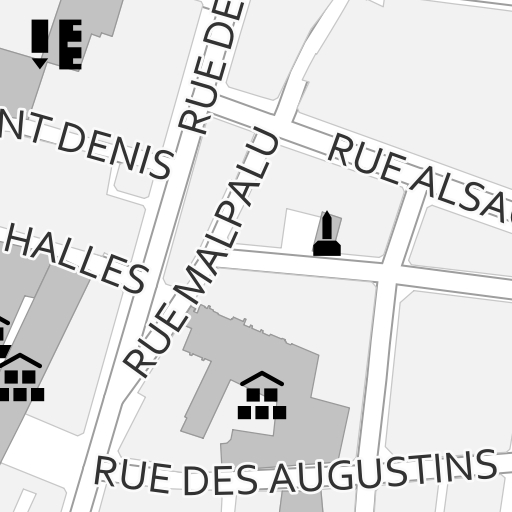 RUE DE
NT DENIS
RUE ALSA
RUE MALPALU
HALLES
RUE DES AUGUSTINS